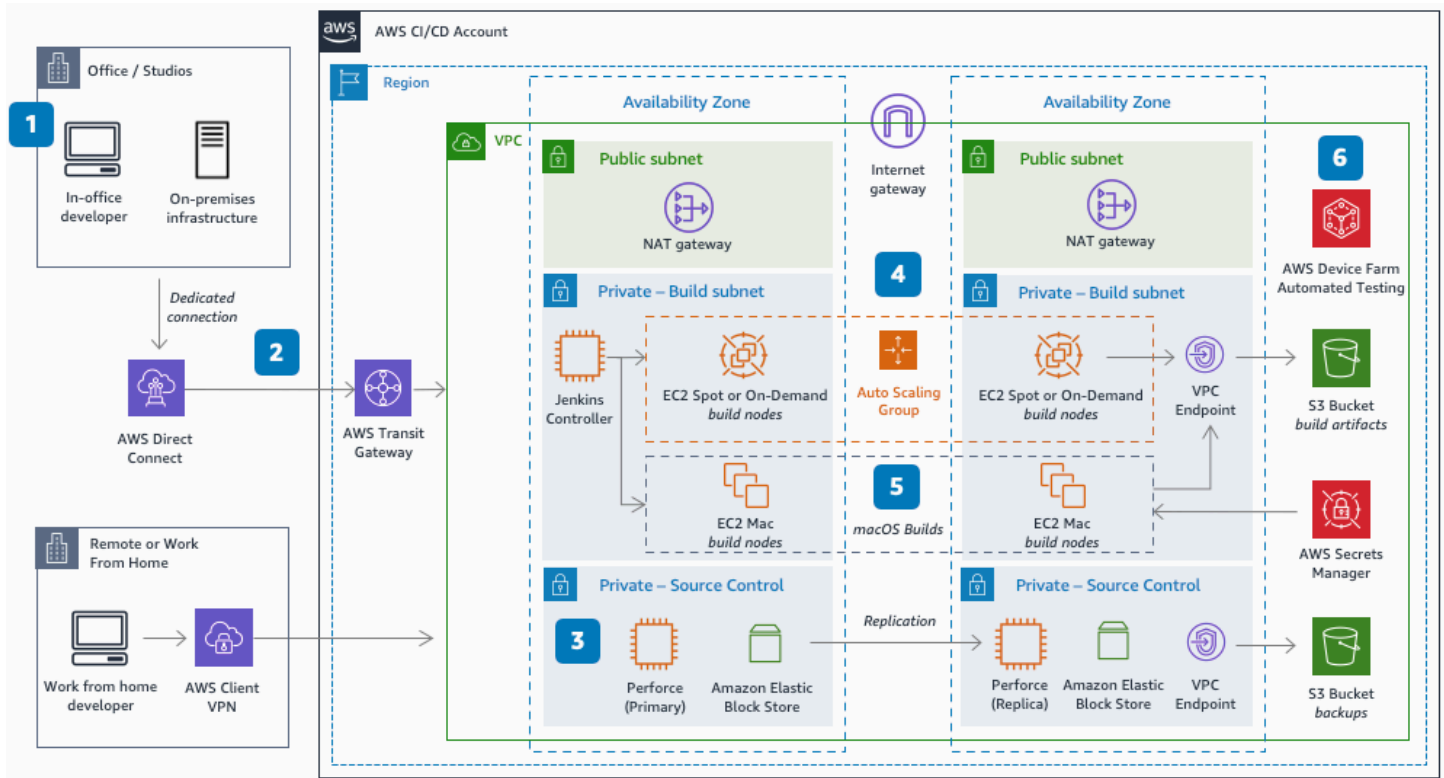 aws
AWS CI/CD Account
Office / Studios
Region
Availability Zone
Availability Zone
1
VPC
Public subnet
Internet
gateway
Public subnet
6
In-office
developer
On-premises
infrastructure
NAT gateway
NAT gateway
4
AWS Device Farm
Automated Testing
Dedicated
connection
Private – Build subnet
Private – Build subnet
2
Jenkins
Controller
EC2 Spot or On-Demand
build nodes
Auto Scaling
Group
EC2 Spot or On-Demand
build nodes
VPC
Endpoint
S3 Bucket
build artifacts
AWS Direct
Connect
AWS Transit
Gateway
5
EC2 Mac
build nodes
macOS Builds
EC2 Mac
build nodes
AWS Secrets
Manager
Remote or Work
From Home
Private – Source Control
Private – Source Control
3
Replication
Work from home
developer
AWS Client
VPN
Perforce
(Primary)
Amazon Elastic
Block Store
Perforce
(Replica)
Amazon Elastic
Block Store
VPC
Endpoint
S3 Bucket
backups